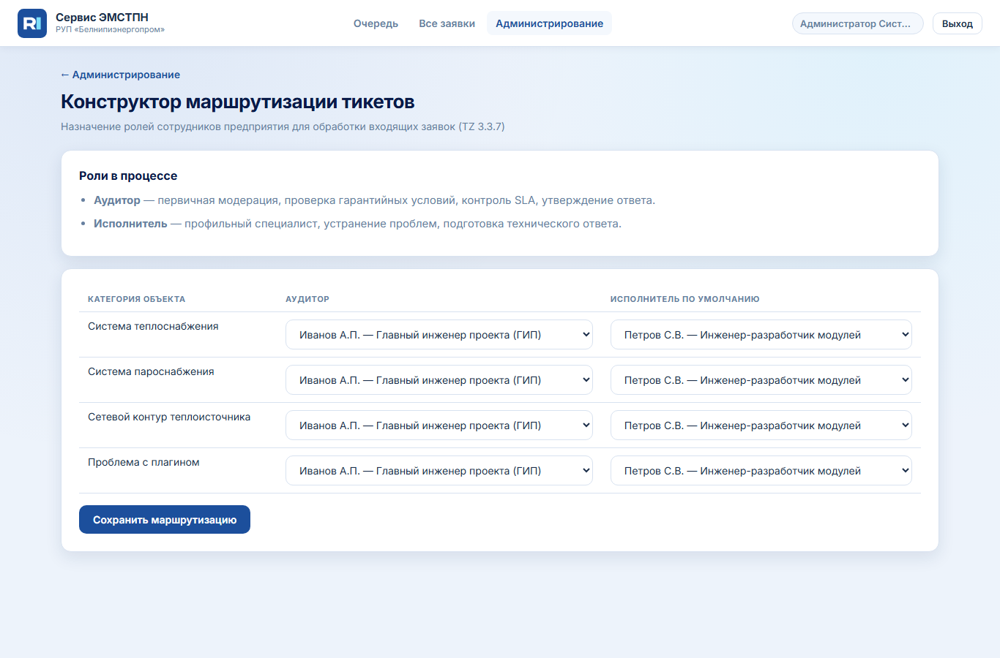 RI
Сервис ЭМСТПН
РУП «Белнипиэнергопром»
Очередь
Все заявки
Администрирование
Администратор Сист...
Выход
← Администрирование
Конструктор маршрутизации тикетов
Назначение ролей сотрудников предприятия для обработки входящих заявок (TZ 3.3.7)
Роли в процессе
• Аудитор — первичная модерация, проверка гарантийных условий, контроль SLA, утверждение ответа.
• Исполнитель — профильный специалист, устранение проблем, подготовка технического ответа.
КАТЕГОРИЯ ОБЪЕКТА АУДИТОР ИСПОЛНИТЕЛЬ ПО УМОЛЧАНИЮ
Система теплоснабжения Иванов А.П. — Главный инженер проекта (ГИП) Петров С.В. — Инженер-разработчик модулей
Система пароснабжения Иванов А.П. — Главный инженер проекта (ГИП) Петров С.В. — Инженер-разработчик модулей
Сетевой контур теплоисточника Иванов А.П. — Главный инженер проекта (ГИП) Петров С.В. — Инженер-разработчик модулей
Проблема с плагином Иванов А.П. — Главный инженер проекта (ГИП) Петров С.В. — Инженер-разработчик модулей
Сохранить маршрутизацию